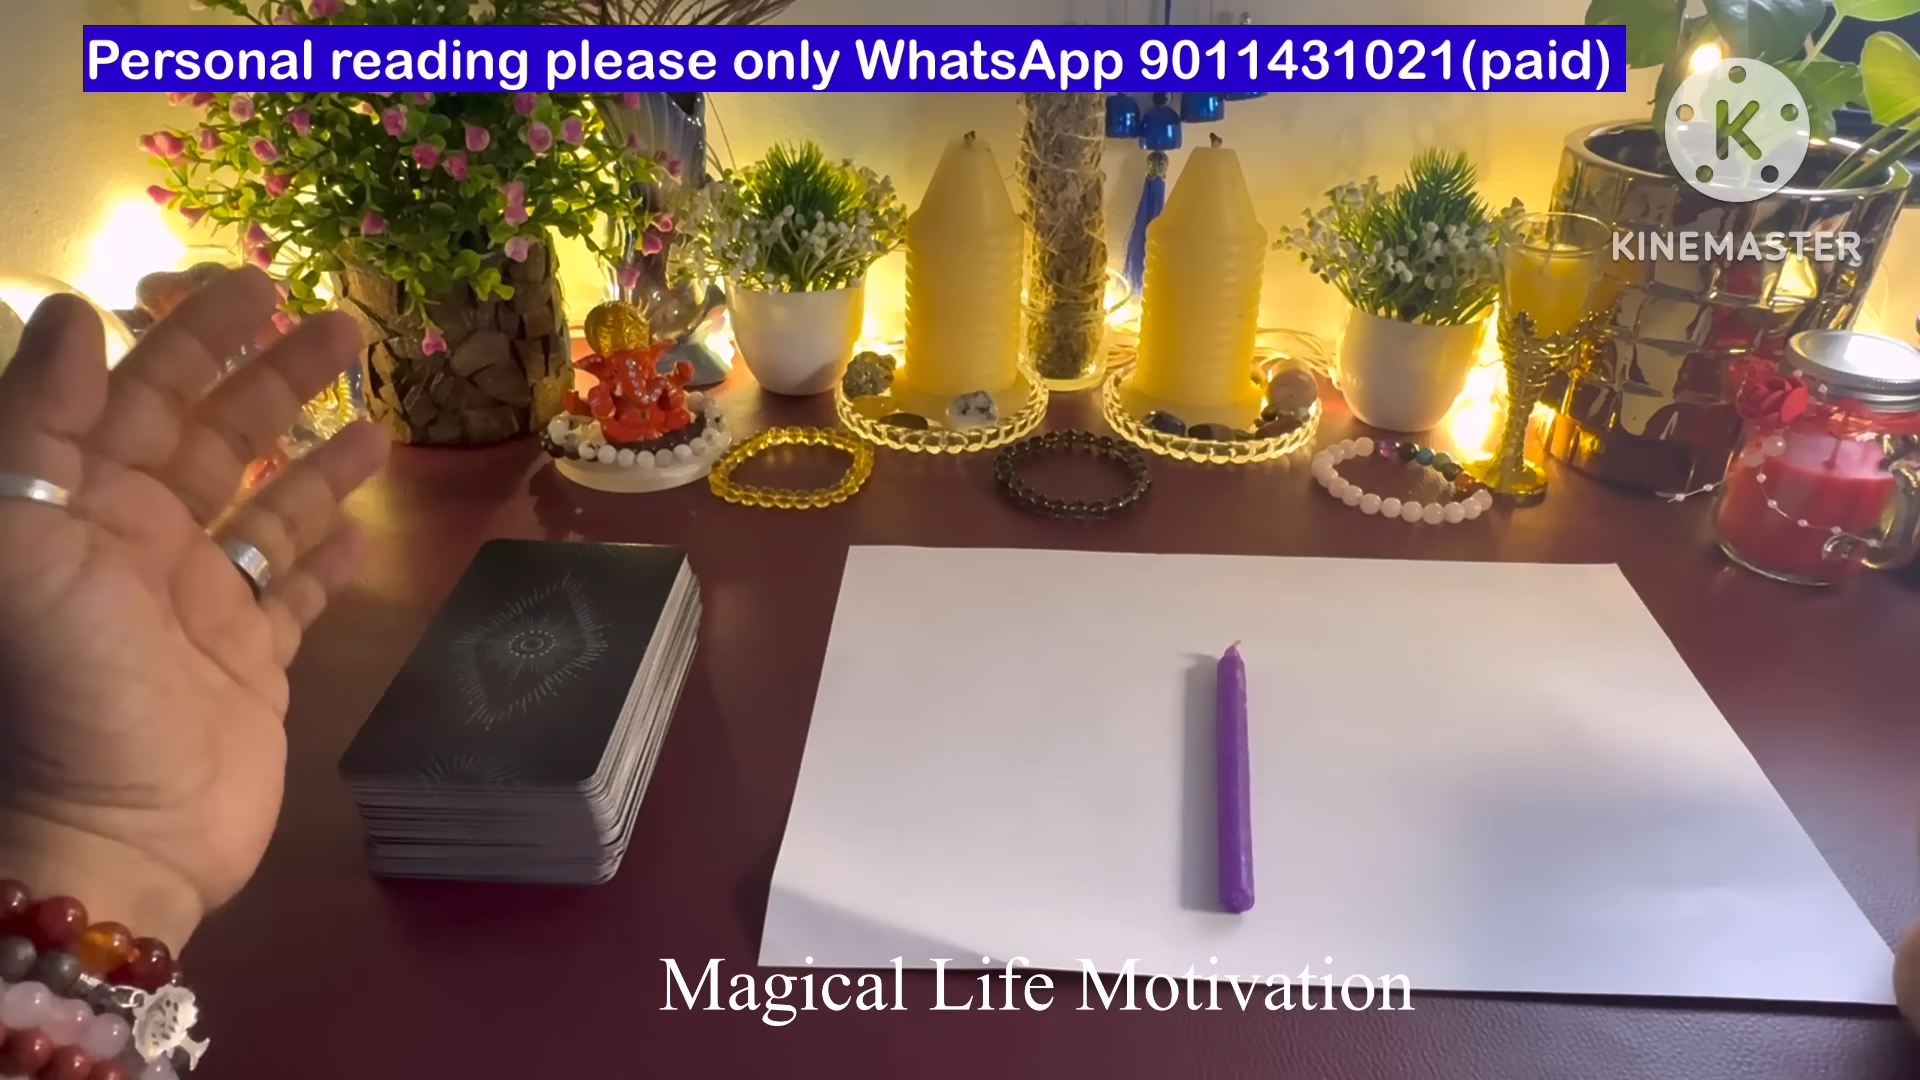 Personal reading please only WhatsApp 9011431021(paid)
K
KINEMASTER
Magical Life Motivation